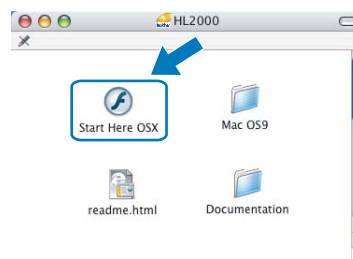 HL2000
Start Here OSX
Mac OS9
readme.html
Documentation